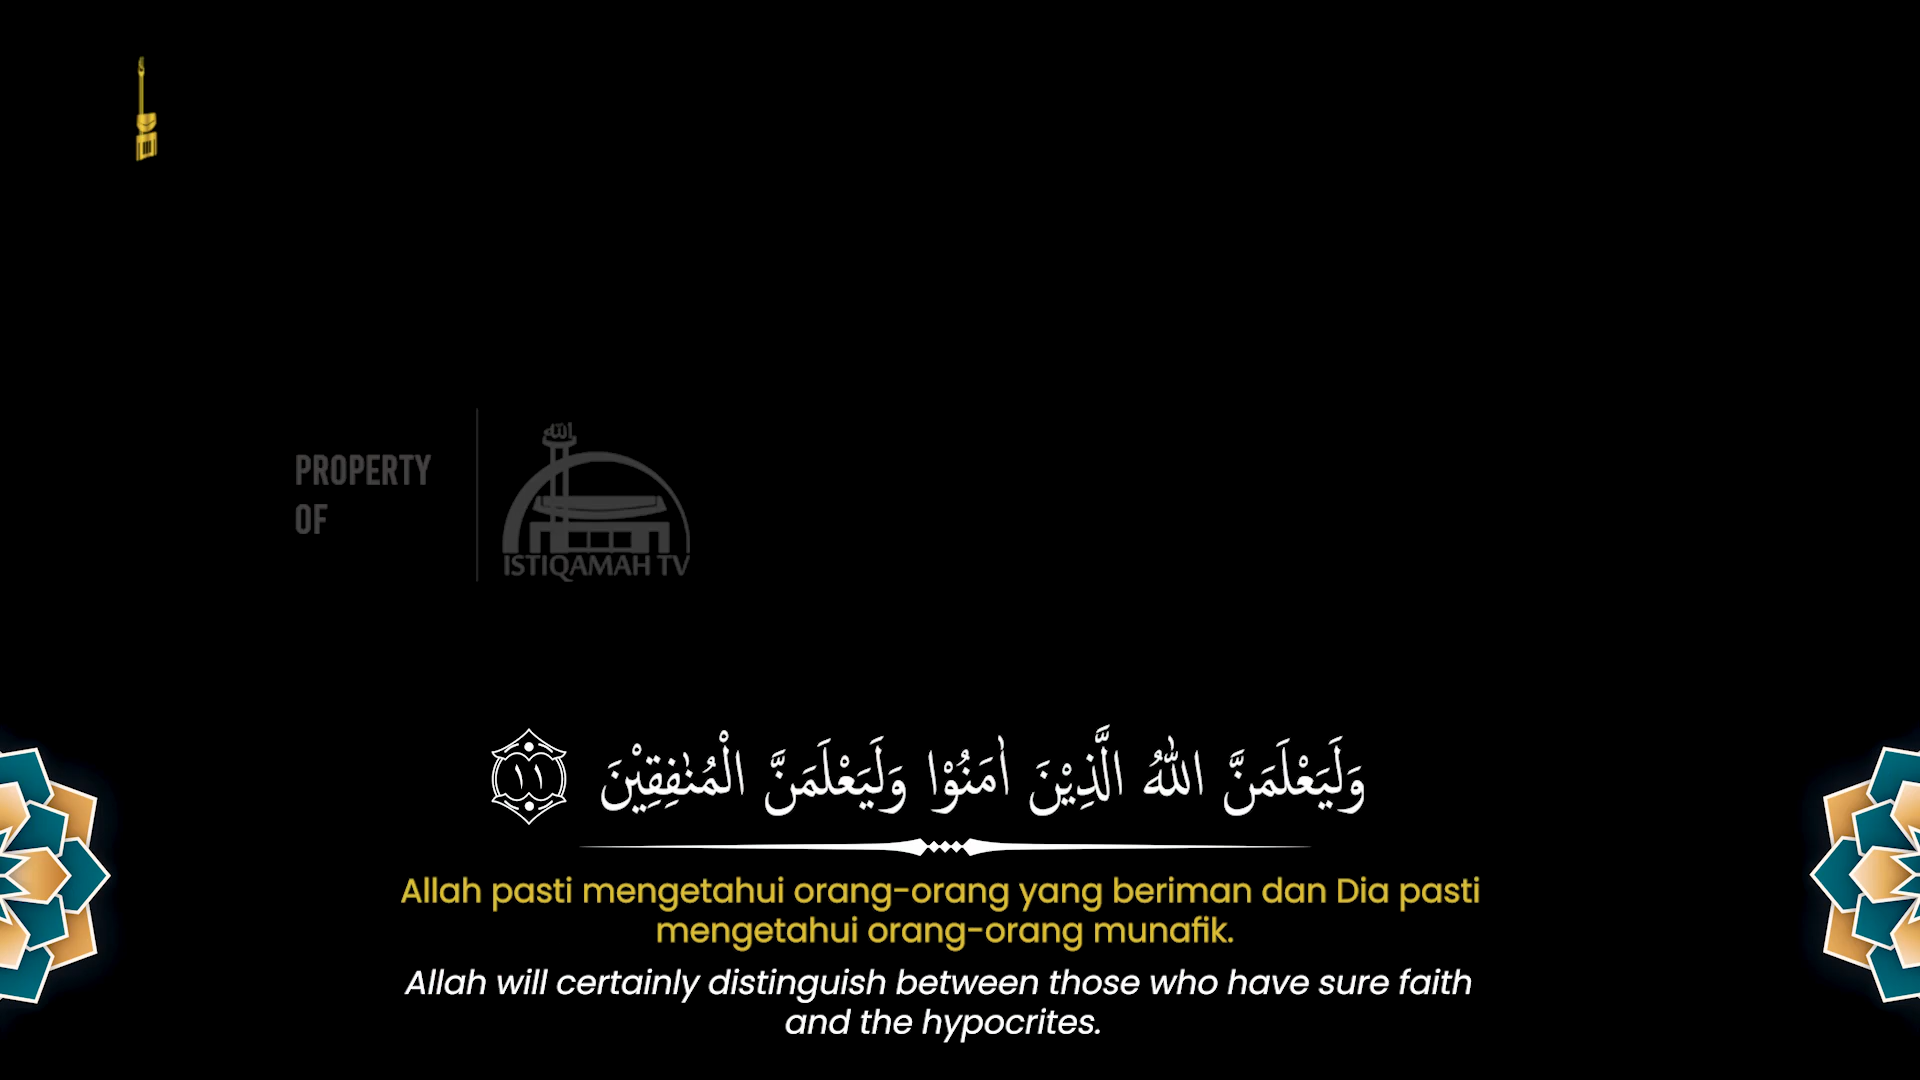 PROPERTY
OF
الله
ISTIQAMAH TV
وَلَيَعْلَمَنَّ اللّٰهُ الَّذِيْنَ اٰمَنُوْا وَلَيَعْلَمَنَّ الْمُنٰفِقِيْنَ ١١
Allah pasti mengetahui orang-orang yang beriman dan Dia pasti
mengetahui orang-orang munafik.
Allah will certainly distinguish between those who have sure faith
and the hypocrites.